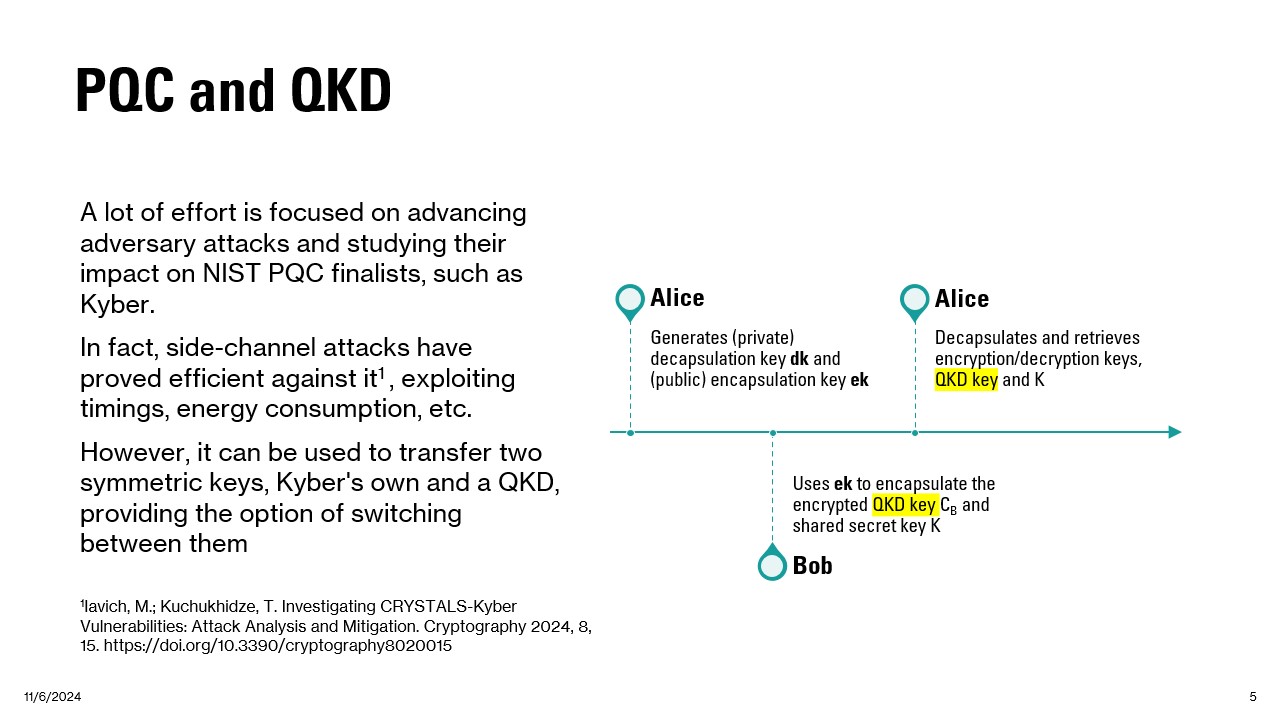 PQC and QKD
A lot of effort is focused on advancing
adversary attacks and studying their
impact on NIST PQC finalists, such as
Kyber.
In fact, side-channel attacks have
proved efficient against it¹, exploiting
timings, energy consumption, etc.
However, it can be used to transfer two
symmetric keys, Kyber's own and a QKD,
providing the option of switching
between them
¹Iavich, M.; Kuchukhidze, T. Investigating CRYSTALS-Kyber
Vulnerabilities: Attack Analysis and Mitigation. Cryptography 2024, 8,
15. https://doi.org/10.3390/cryptography8020015
Alice
Generates (private)
decapsulation key dk and
(public) encapsulation key ek
Alice
Decapsulates and retrieves
encryption/decryption keys,
QKD key and K
Uses ek to encapsulate the
encrypted QKD key C_B and
shared secret key K
Bob
11/6/2024
5